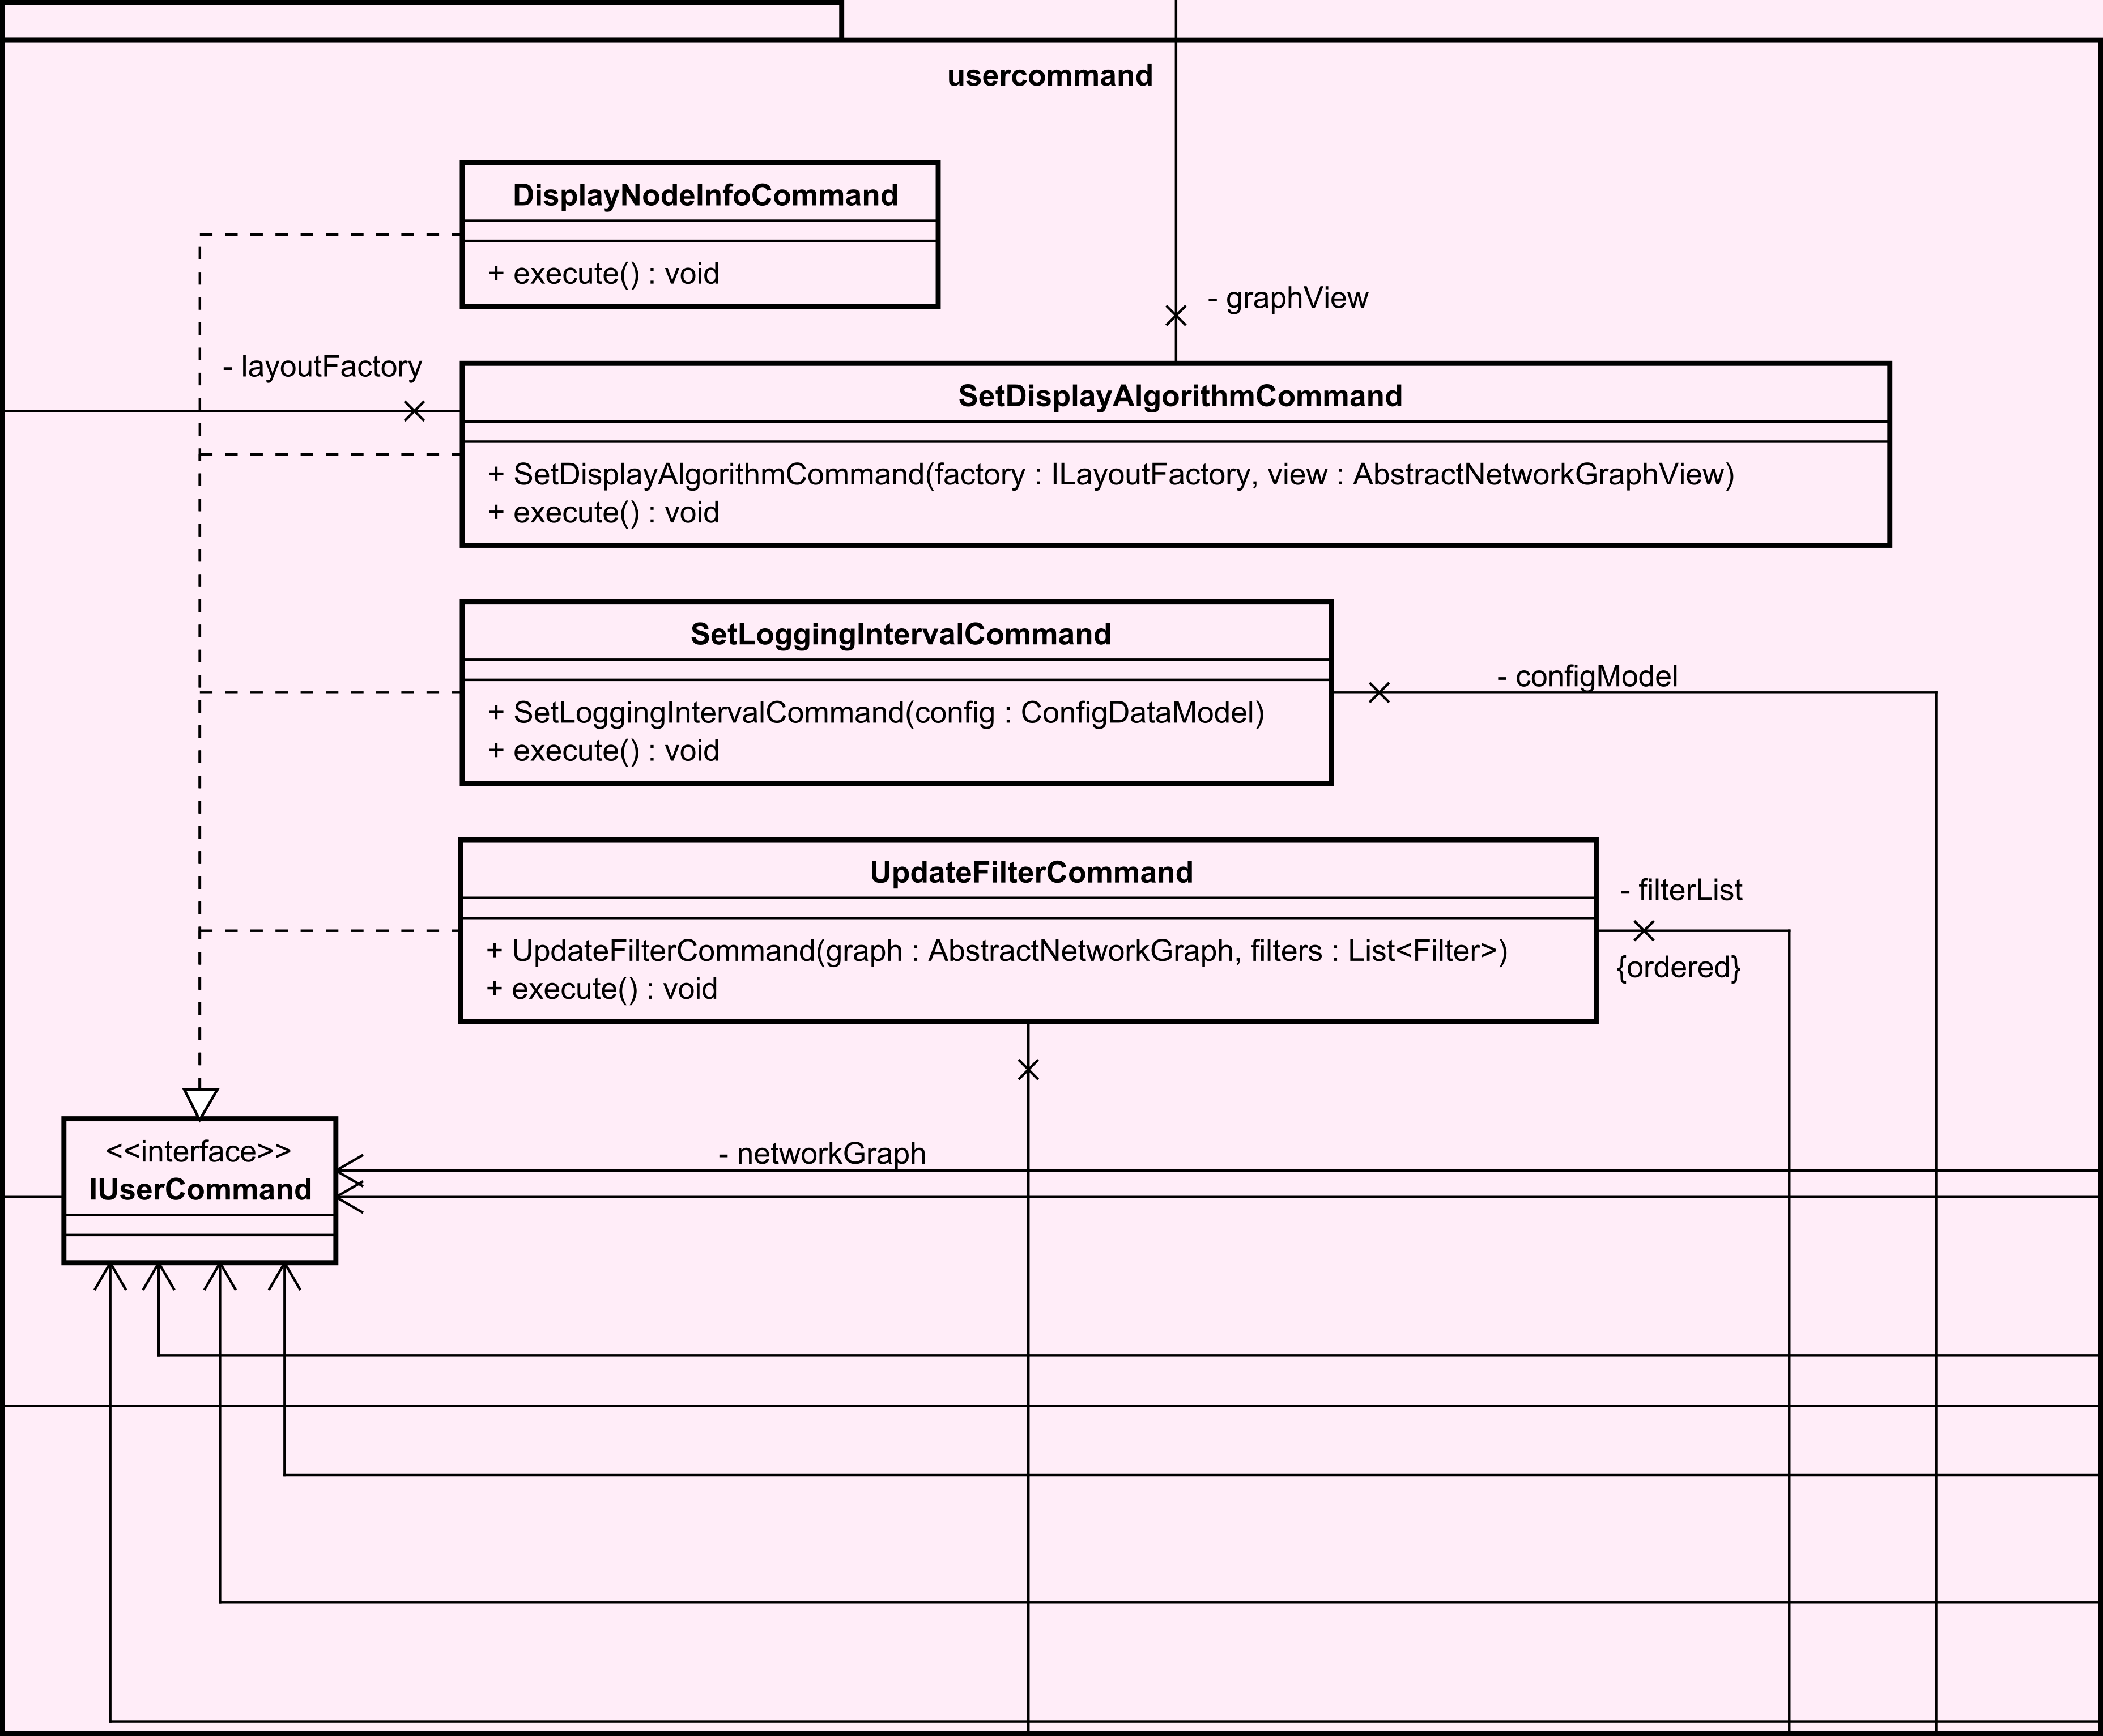 usercommand
DisplayNodeInfoCommand
+ execute() : void
- graphView
- layoutFactory
SetDisplayAlgorithmCommand
+ SetDisplayAlgorithmCommand(factory : ILayoutFactory, view : AbstractNetworkGraphView)
+ execute() : void
SetLoggingIntervalCommand
- configModel
+ SetLoggingIntervalCommand(config : ConfigDataModel)
+ execute() : void
UpdateFilterCommand
- filterList
+ UpdateFilterCommand(graph : AbstractNetworkGraph, filters : List<Filter>)
{ordered}
+ execute() : void
<<interface>>
- networkGraph
IUserCommand